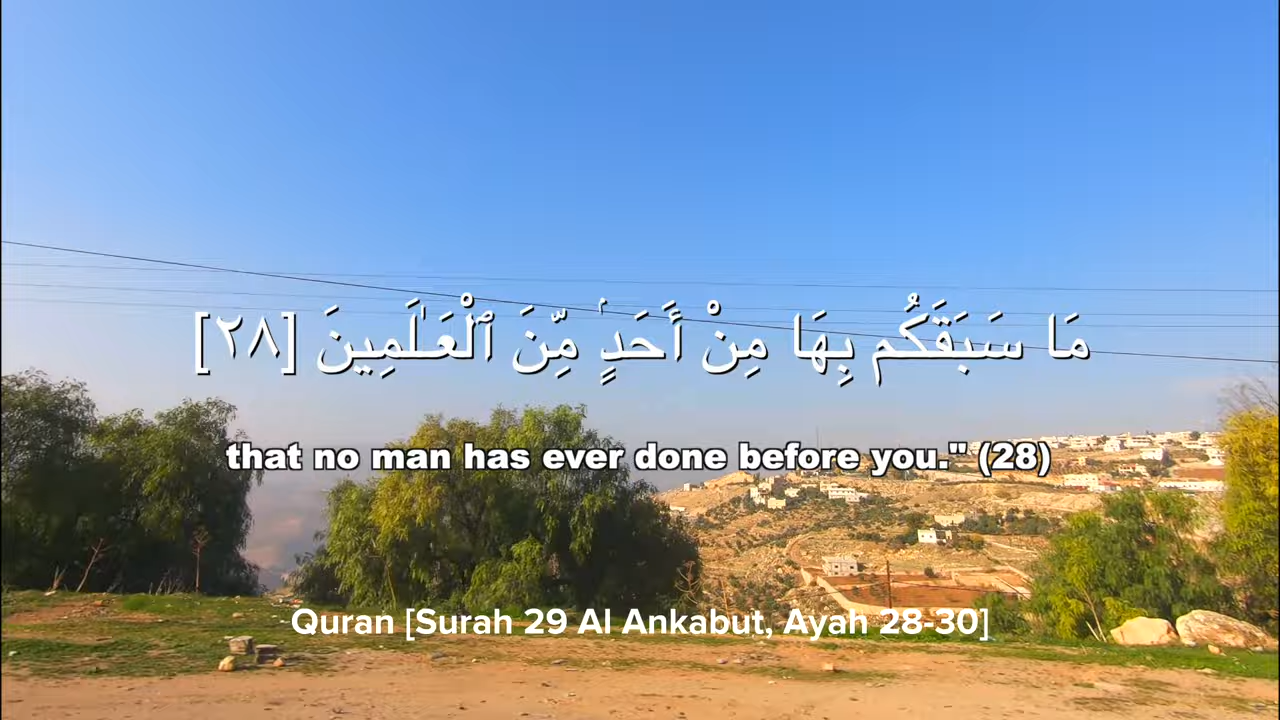 مَا سَبَقَكُم بِهَا مِنْ أَحَدٍۢ مِّنَ ٱلْعَـٰلَمِينَ [٢٨]
that no man has ever done before you." (28)
Quran [Surah 29 Al Ankabut, Ayah 28-30]